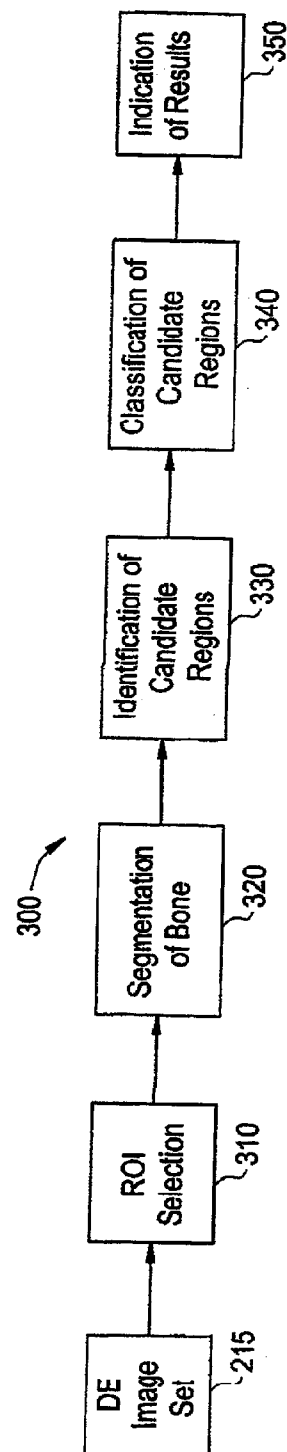 300
DE
Image
Set
215
ROI
Selection
310
Segmentation
of Bone
320
Identification of
Candidate
Regions
330
Classification of
Candidate
Regions
340
Indication
of Results
350